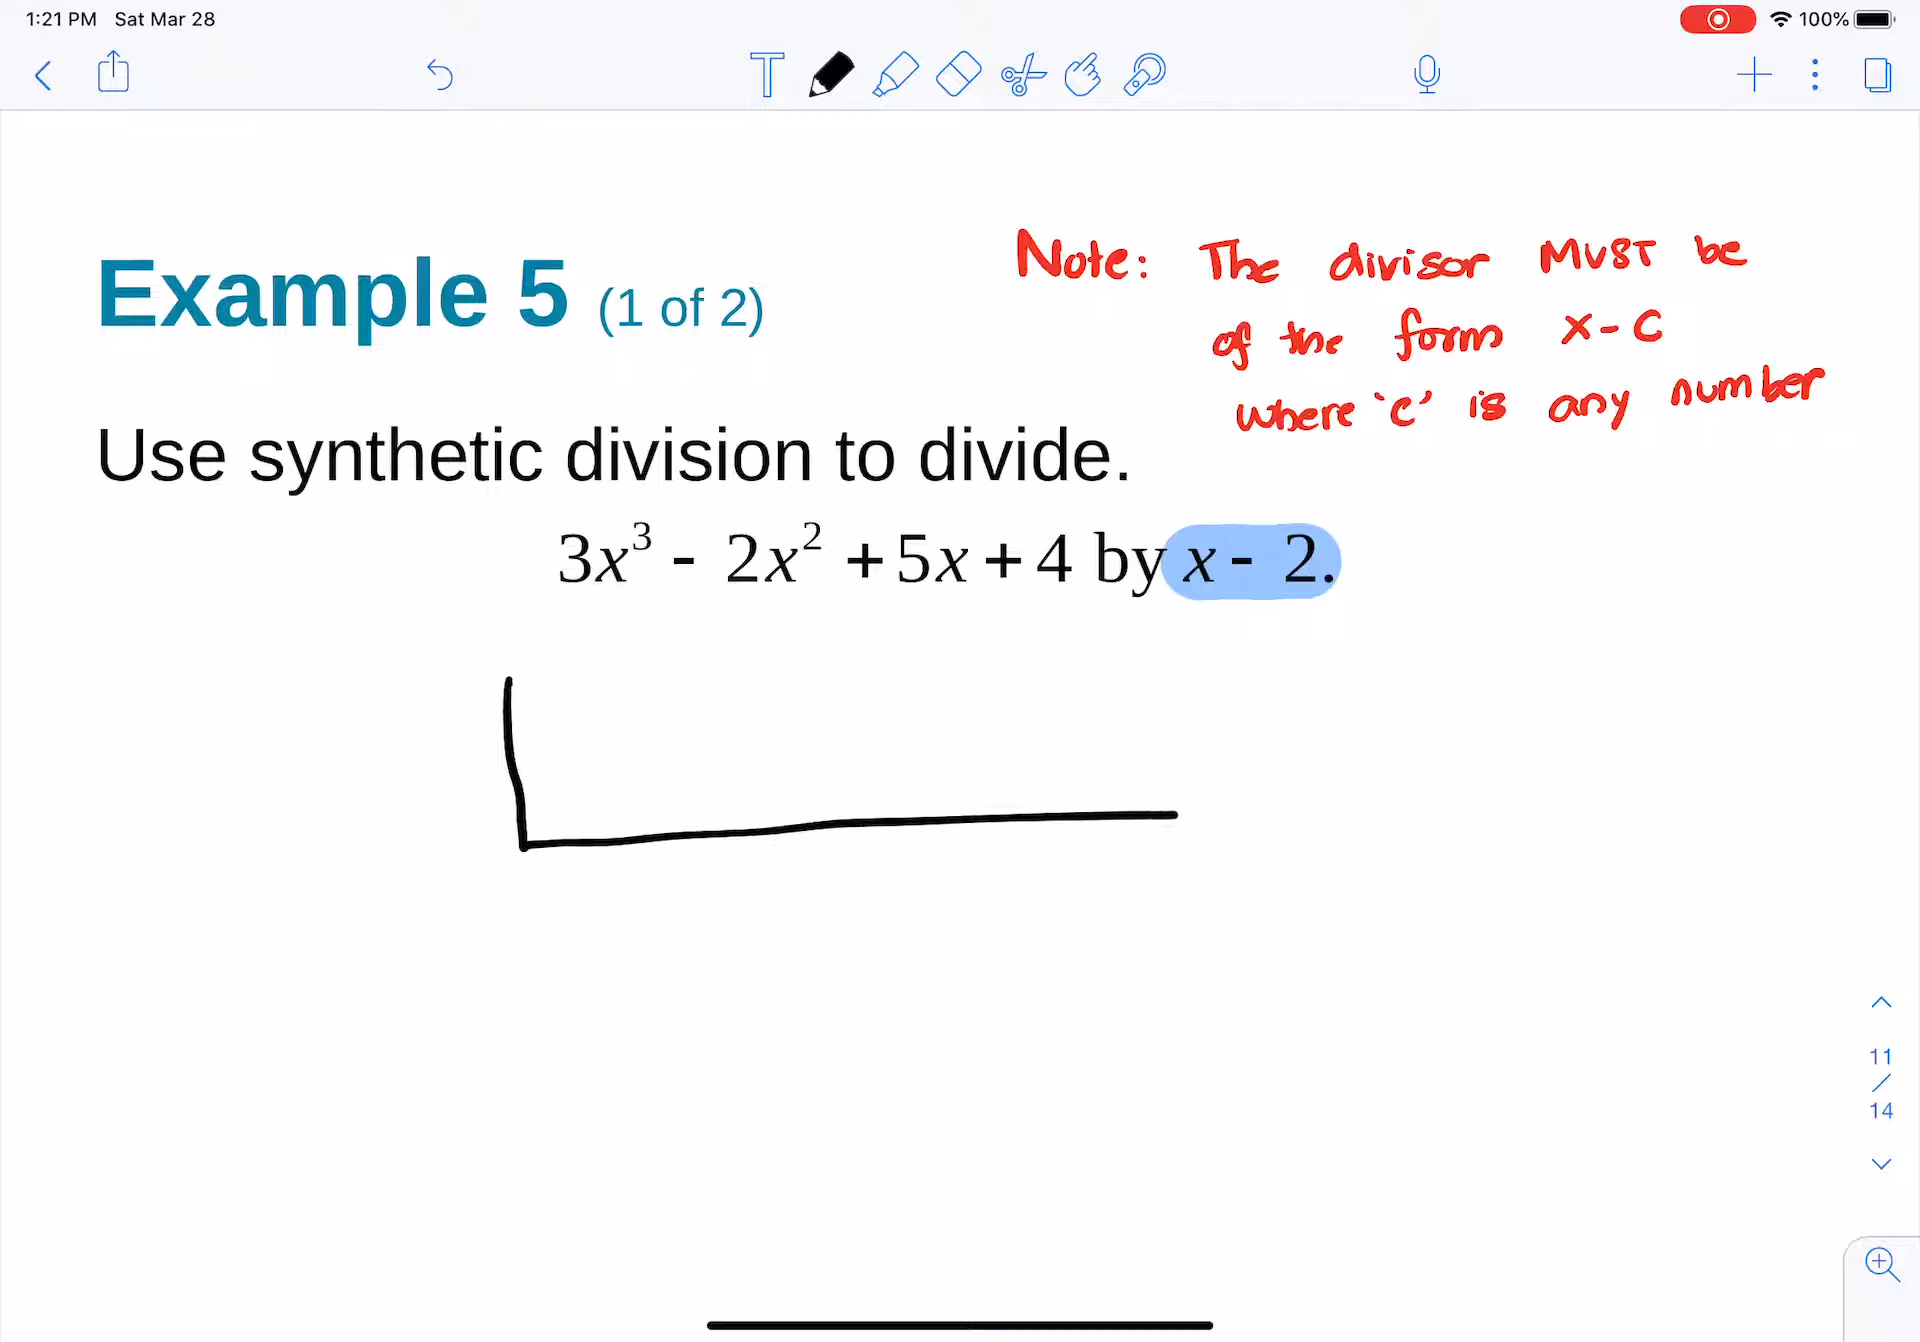 1:21 PM Sat Mar 28
100%
Note: The divisor MUST be
of the form x-c
where 'c' is any number
Example 5 (1 of 2)
Use synthetic division to divide.
3x³ - 2x² + 5x + 4 by x - 2.
11
/
14